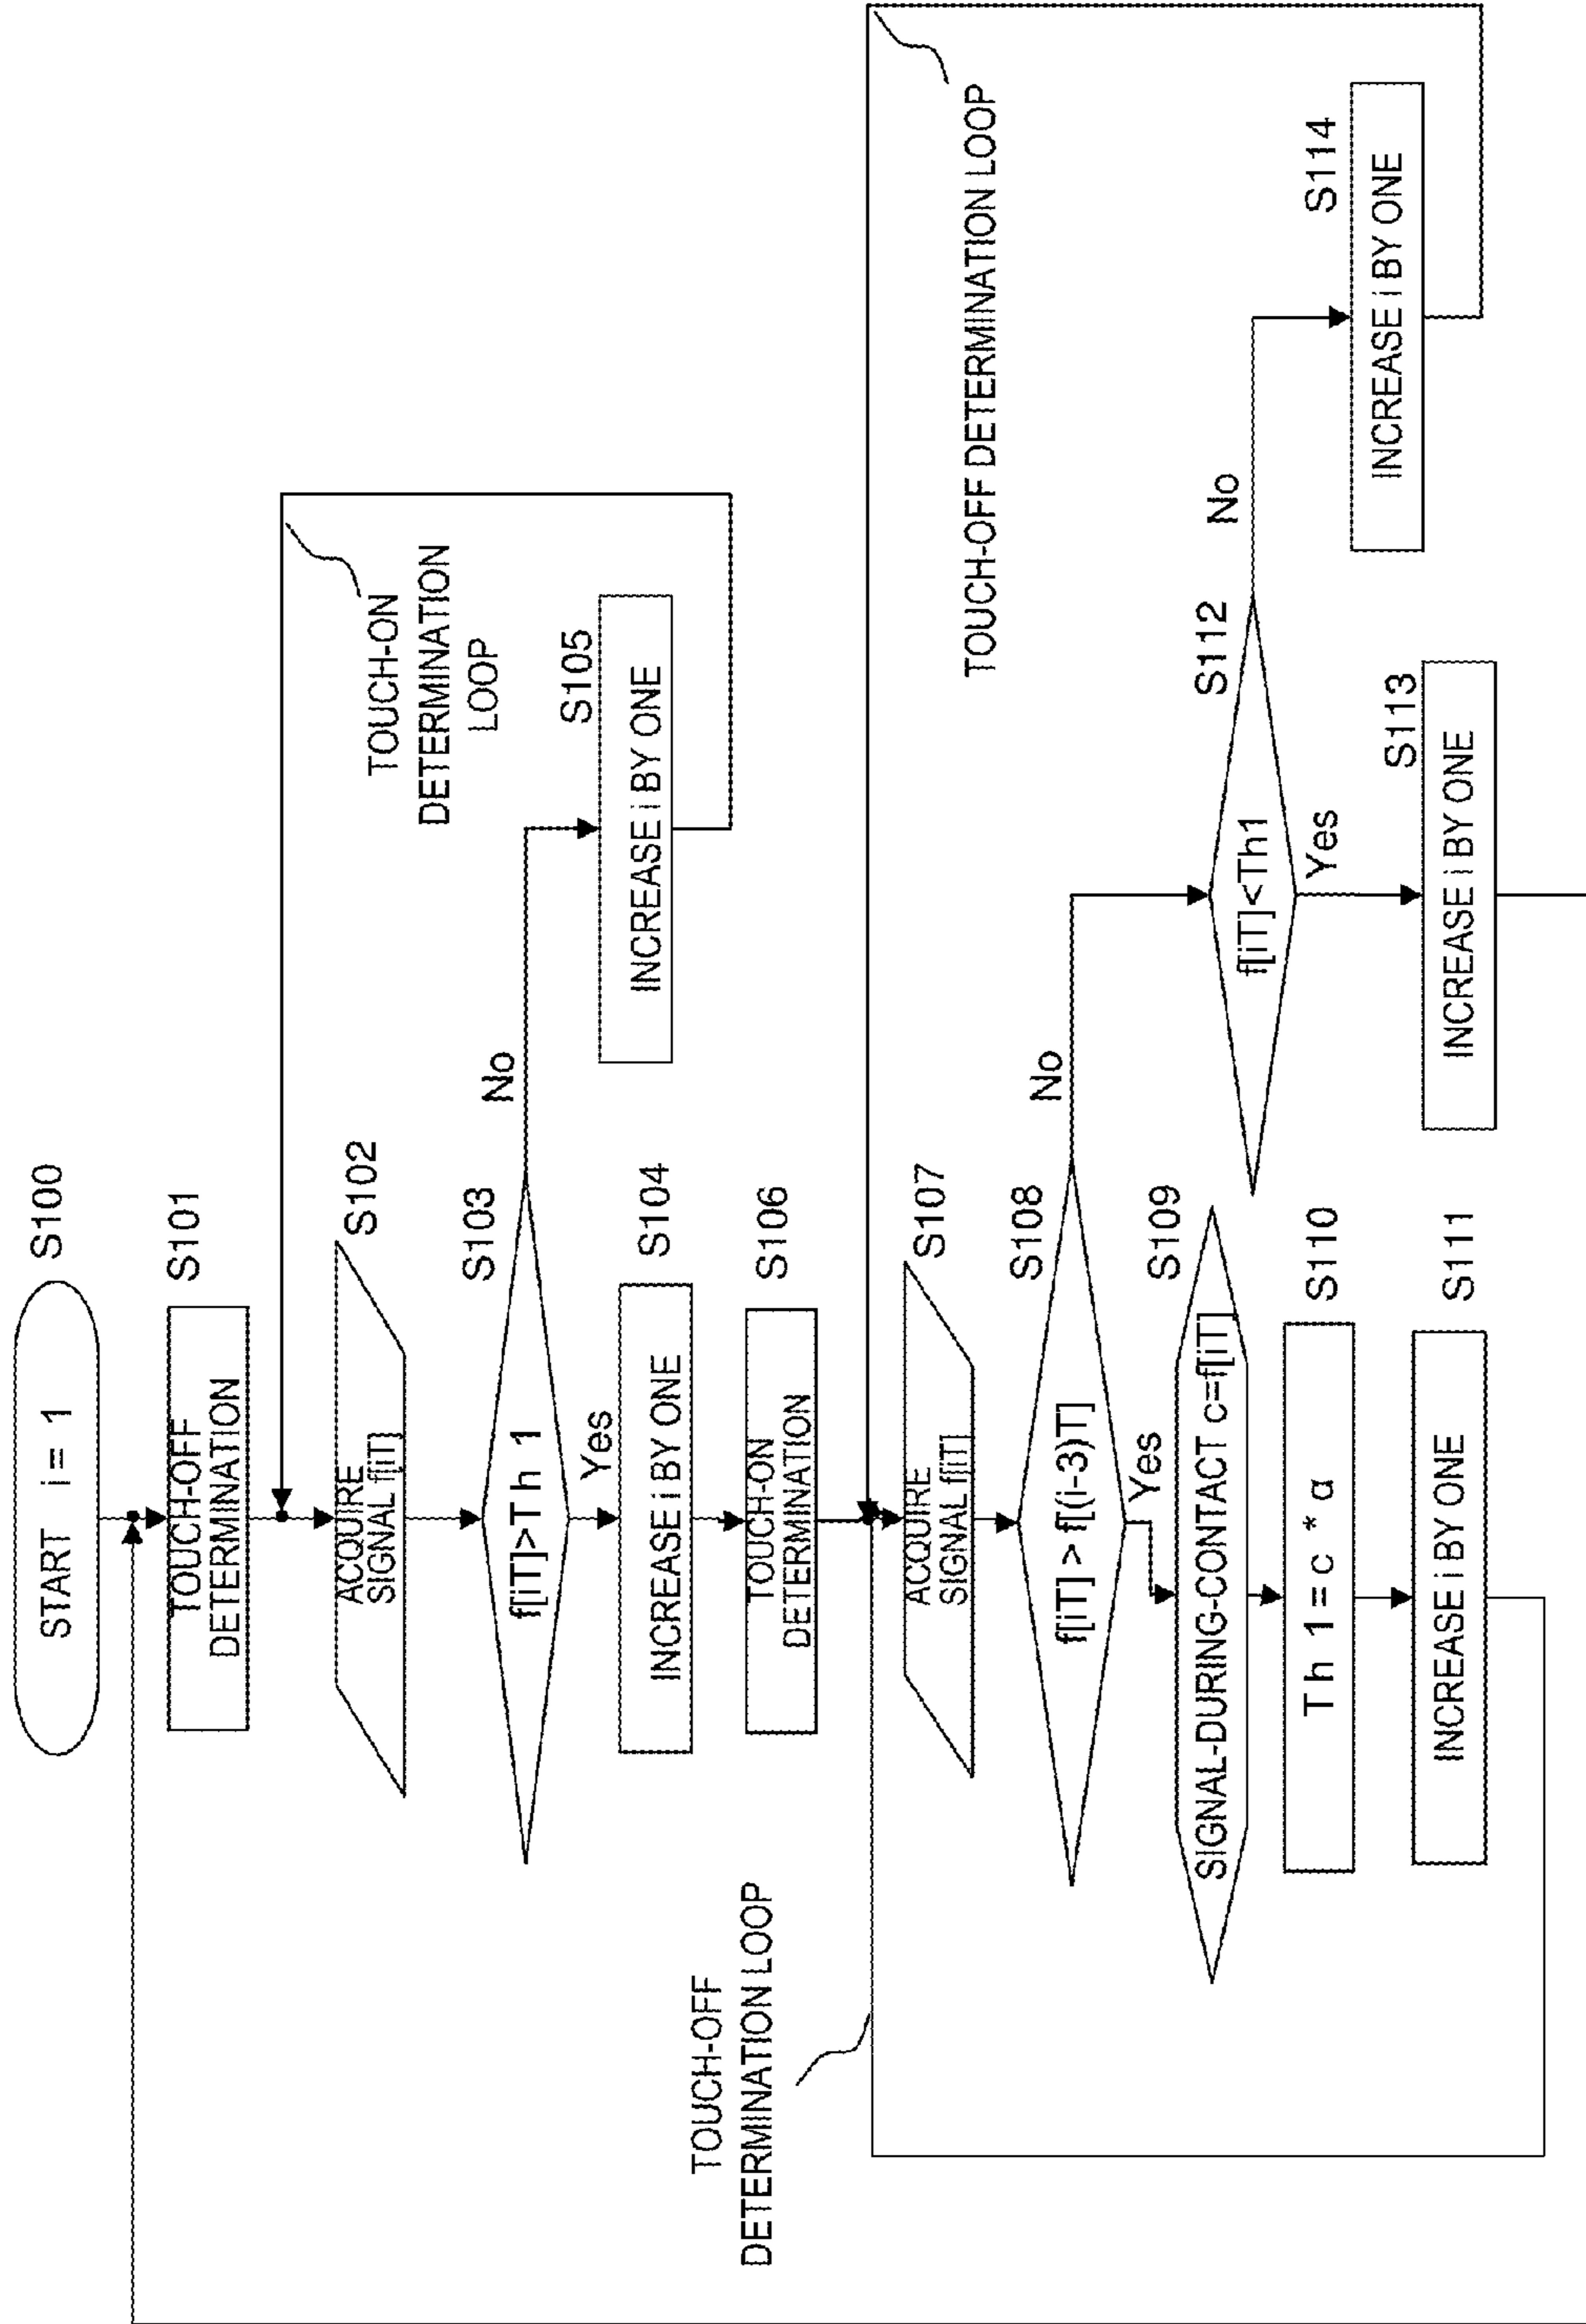 START i = 1
S100
TOUCH-OFF
DETERMINATION
S101
ACQUIRE
SIGNAL f[iT]
S102
TOUCH-ON
DETERMINATION
LOOP
f[iT]>Th 1
S103
No
Yes
INCREASE i BY ONE
S105
INCREASE i BY ONE
S104
TOUCH-ON
DETERMINATION
S106
TOUCH-OFF
DETERMINATION LOOP
ACQUIRE
SIGNAL f[iT]
S107
TOUCH-OFF DETERMINATION LOOP
f[iT] > f[(i-3)T]
S108
No
Yes
SIGNAL-DURING-CONTACT c=f[iT]
S109
f[iT]<Th1
S112
No
Yes
Th 1 = c * α
S110
INCREASE i BY ONE
S114
INCREASE i BY ONE
S111
INCREASE i BY ONE
S113